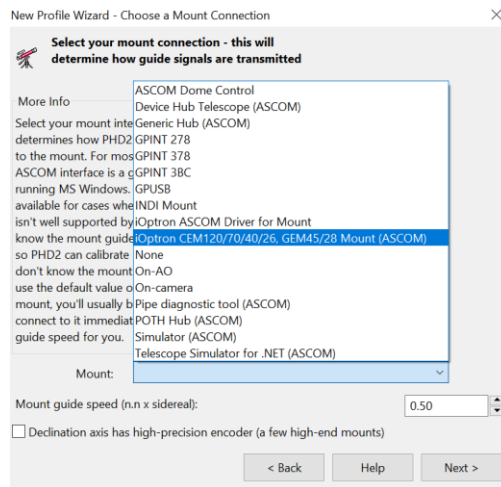 New Profile Wizard - Choose a Mount Connection
Select your mount connection - this will
determine how guide signals are transmitted
More Info
Select your mount inte
determines how PHD2
to the mount. For mos
ASCOM interface is a g
running MS Windows.
available for cases whe
isn't well supported by
know the mount guide
so PHD2 can calibrate
don't know the mount
use the default value o
mount, you'll usually b
connect to it immediat
guide speed for you.
ASCOM Dome Control
Device Hub Telescope (ASCOM)
Generic Hub (ASCOM)
GPINT 278
GPINT 378
GPINT 3BC
GPUSB
INDI Mount
iOptron ASCOM Driver for Mount
iOptron CEM120/70/40/26, GEM45/28 Mount (ASCOM)
None
On-AO
On-camera
Pipe diagnostic tool (ASCOM)
POTH Hub (ASCOM)
Simulator (ASCOM)
Telescope Simulator for .NET (ASCOM)
Mount:
Mount guide speed (n.n x sidereal):
0.50
Declination axis has high-precision encoder (a few high-end mounts)
< Back
Help
Next >